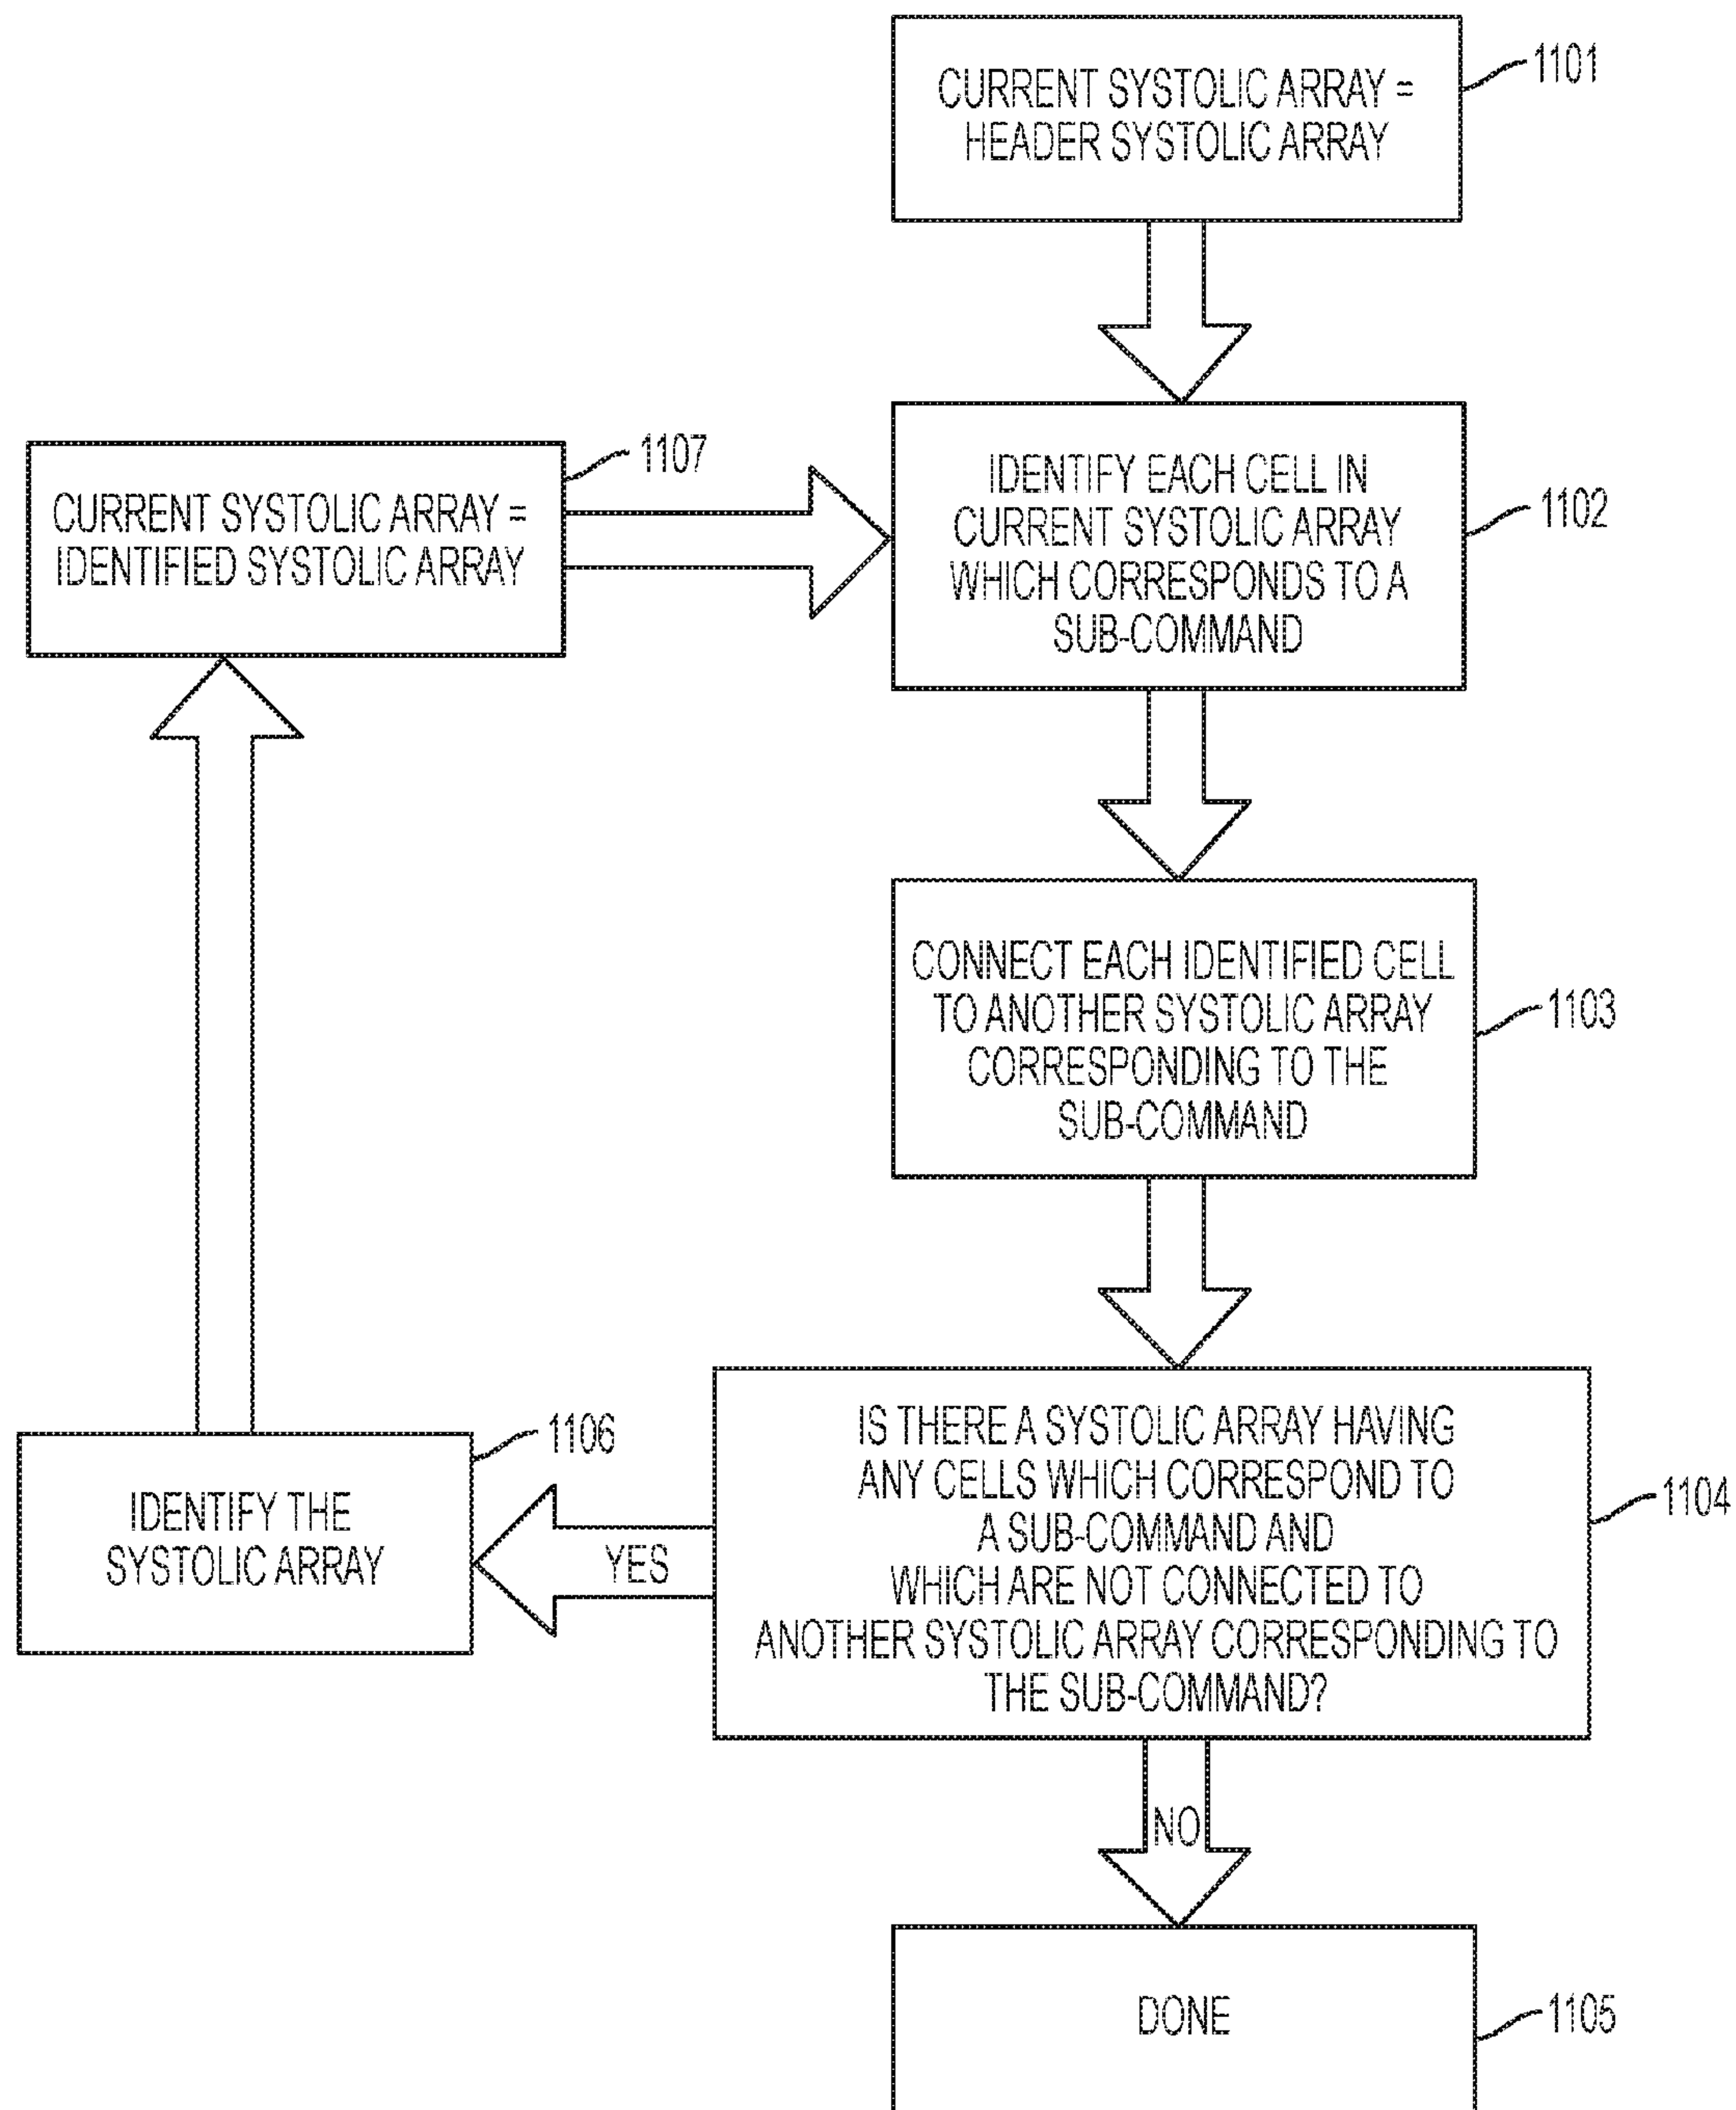 CURRENT SYSTOLIC ARRAY =
HEADER SYSTOLIC ARRAY
1101
IDENTIFY EACH CELL IN
CURRENT SYSTOLIC ARRAY
WHICH CORRESPONDS TO A
SUB-COMMAND
1102
CURRENT SYSTOLIC ARRAY =
IDENTIFIED SYSTOLIC ARRAY
1107
CONNECT EACH IDENTIFIED CELL
TO ANOTHER SYSTOLIC ARRAY
CORRESPONDING TO THE
SUB-COMMAND
1103
IS THERE A SYSTOLIC ARRAY HAVING
ANY CELLS WHICH CORRESPOND TO
A SUB-COMMAND AND
WHICH ARE NOT CONNECTED TO
ANOTHER SYSTOLIC ARRAY CORRESPONDING TO
THE SUB-COMMAND?
1104
YES
IDENTIFY THE
SYSTOLIC ARRAY
1106
NO
DONE
1105